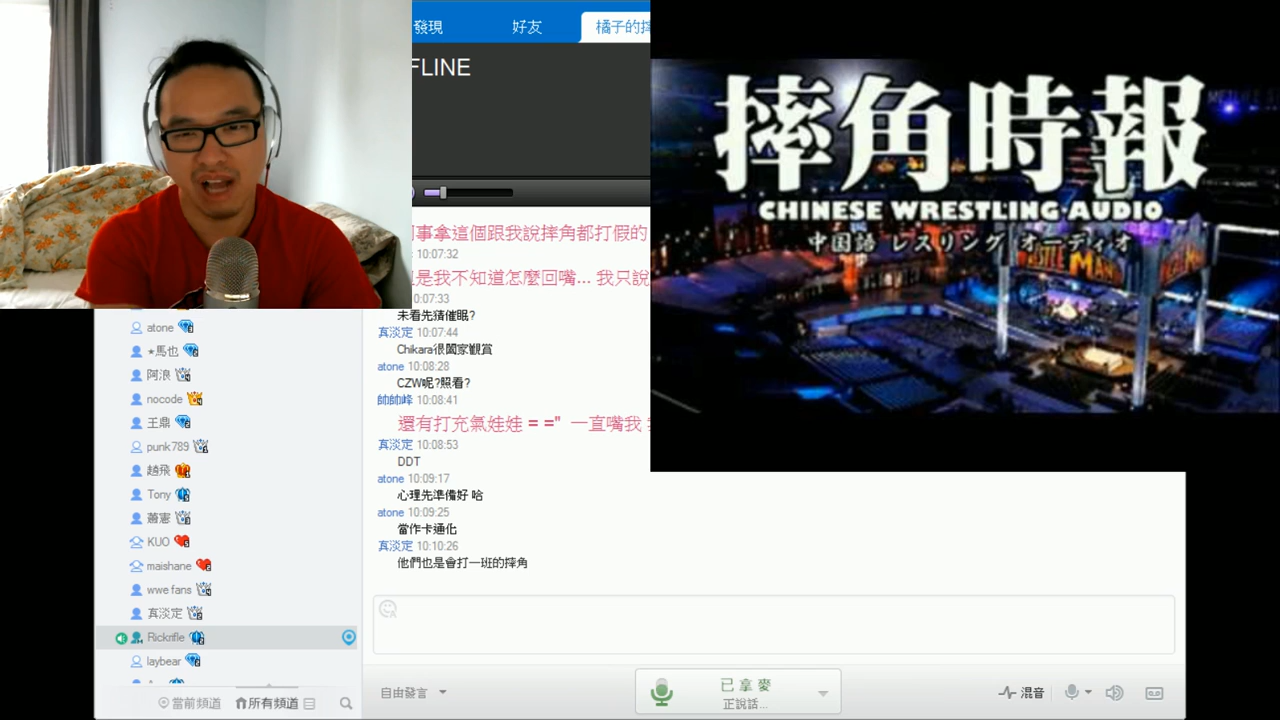 發現
好友
橘子的摔
FLINE
摔角時報
CHINESE WRESTLING AUDIO
中国語 レスリング オーディオ
事拿這個跟我說摔角都打假的
10:07:32
是我不知道怎麼回嘴... 我只說
10:07:33
未看先猜催眠?
真淡定 10:07:44
Chikara很闔家觀賞
atone 10:08:28
CZW呢?照看?
帥帥峰 10:08:41
還有打充氣娃娃 = =" 一直嘴我
真淡定 10:08:53
DDT
atone 10:09:17
心理先準備好 哈
atone 10:09:25
當作卡通化
真淡定 10:10:26
他們也是會打一班的摔角
atone
★馬也
阿浪
nocode
王鼎
punk789
趙飛
Tony
蕭憲
KUO
maishane
wwe fans
真淡定
Rickrifle
laybear
當前頻道
所有頻道
自由發言
已拿麥
正說話...
混音